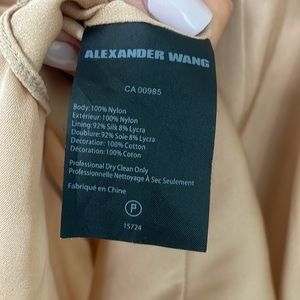 ALEXANDER WANG
CA 00985
Body: 100% Nylon
Extérieur: 100% Nylon
Lining: 92% Silk 8% Lycra
Doublure: 92% Soie 8% Lycra
Decoration: 100% Cotton
Décoration: 100% Coton
Professional Dry Clean Only
Professionnelle Nettoyage À Sec Seulement
Fabriqué en Chine
P
15724